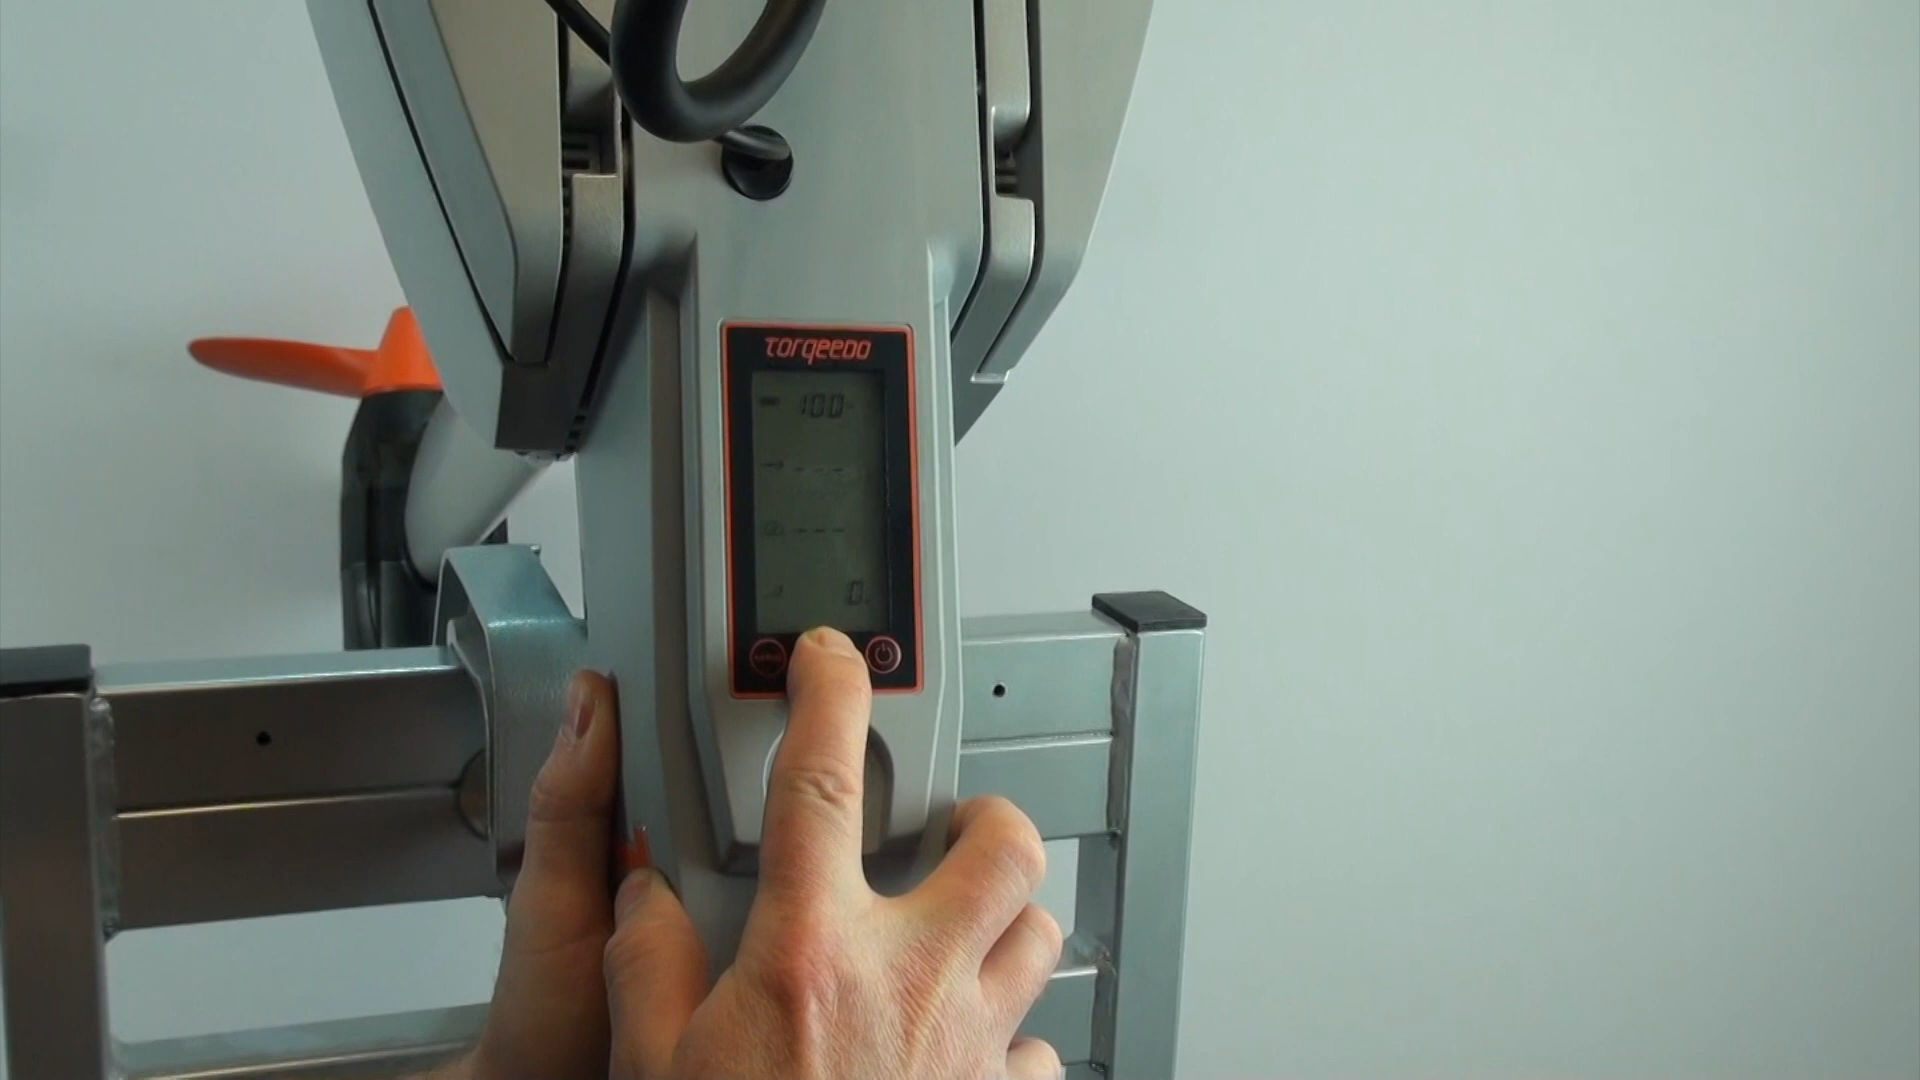 TORQEEDO
100%
- - -
- - -
0